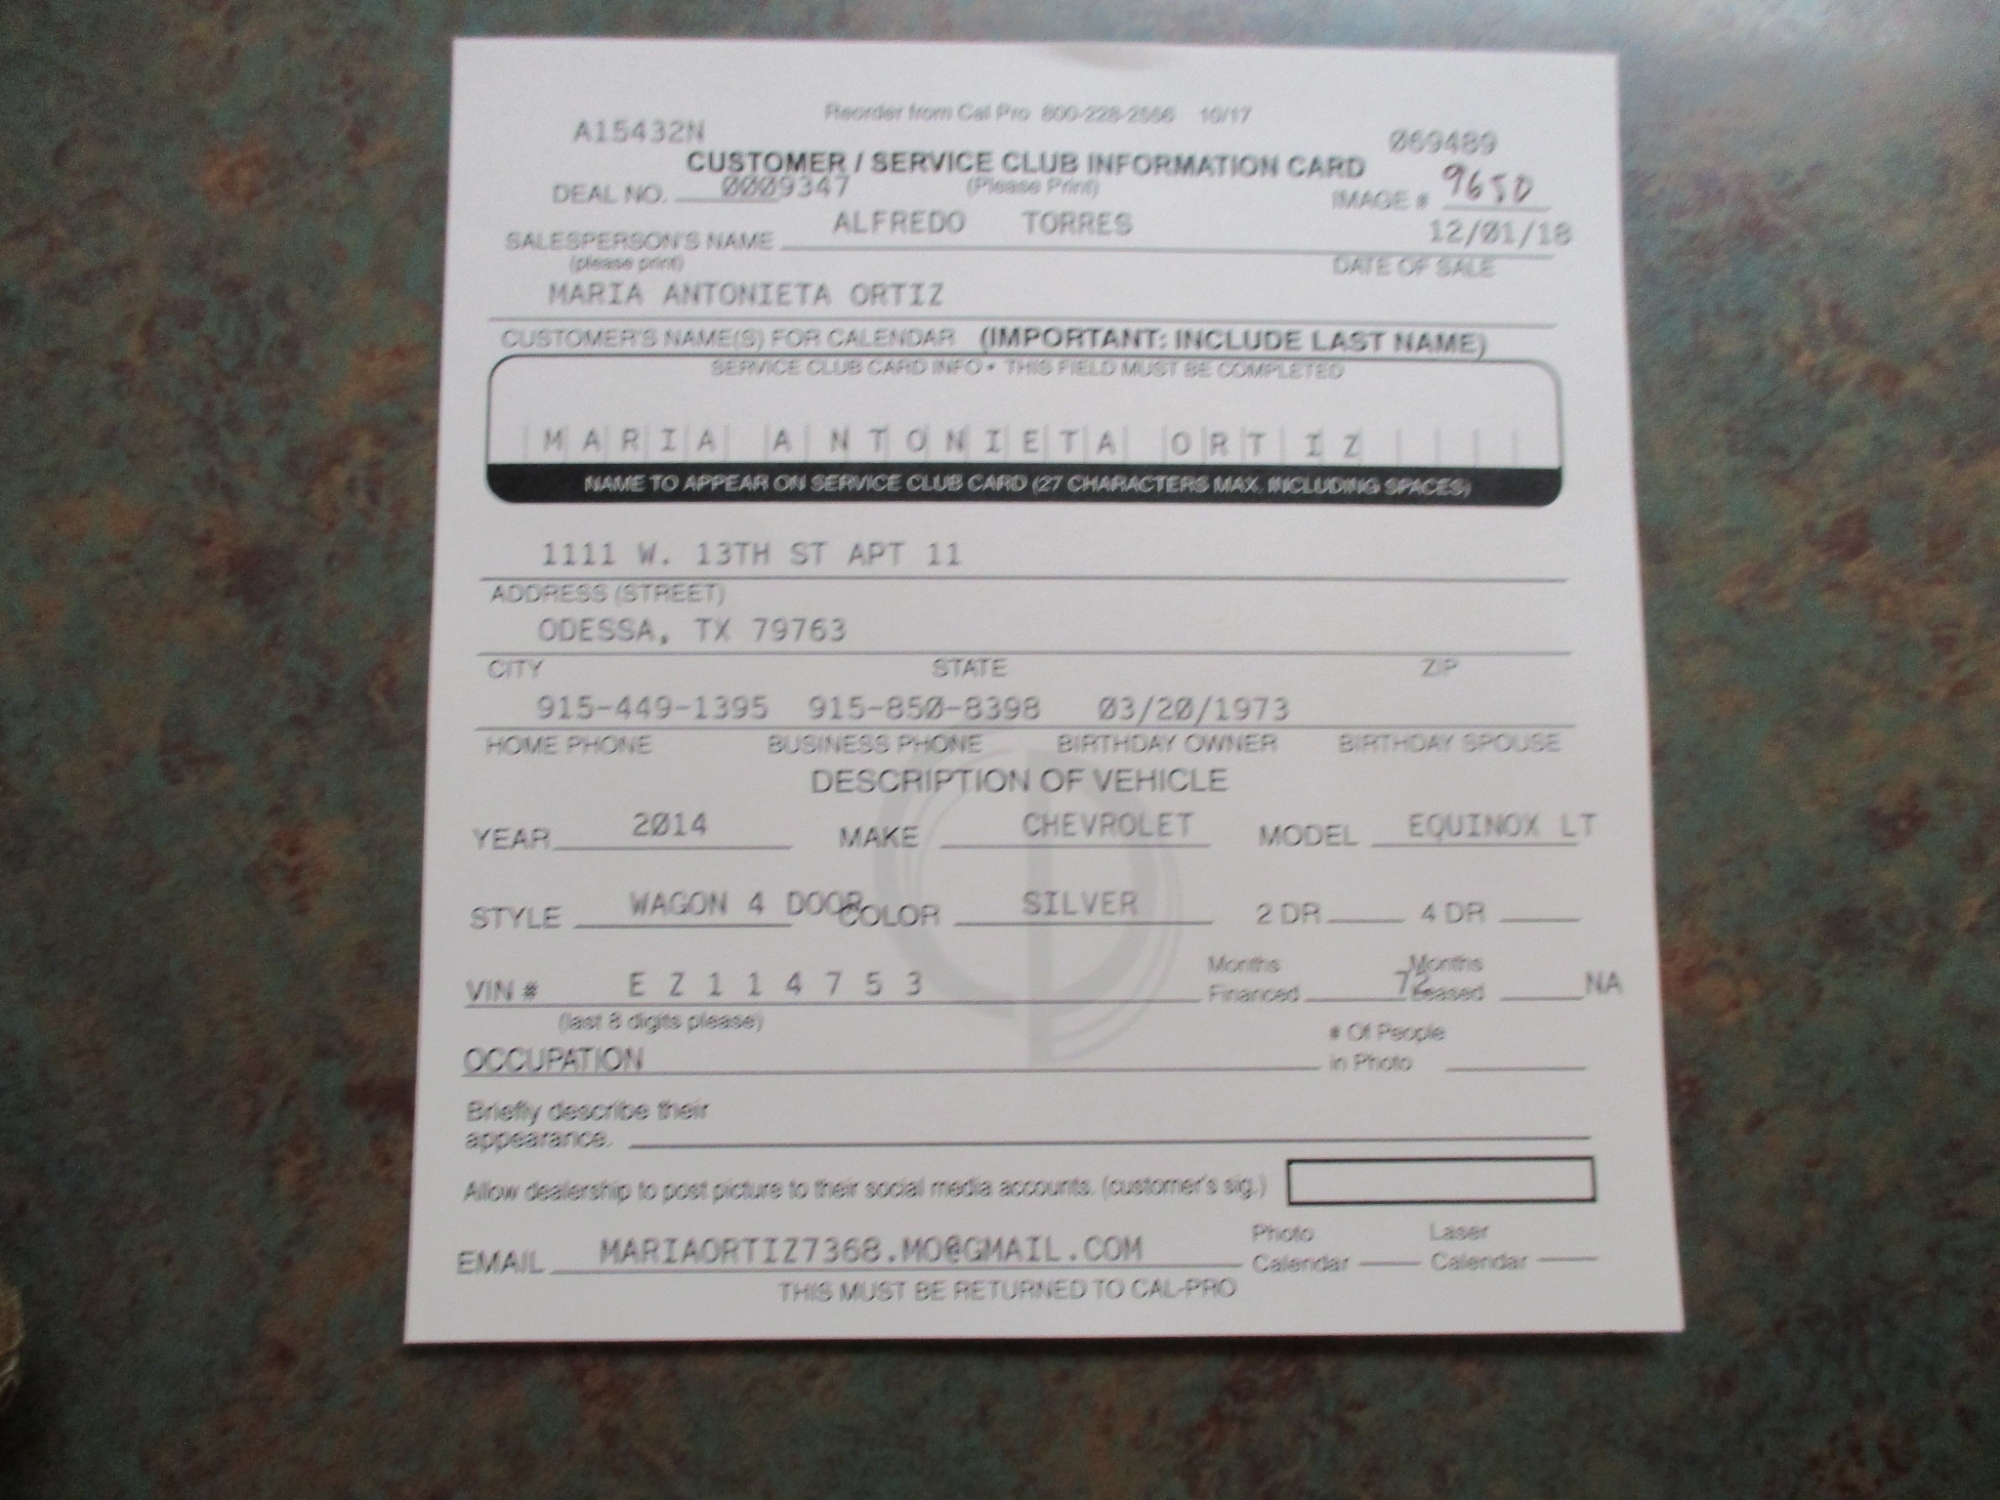 Reorder from Cal Pro 800-228-2556 10/17
A15432N 069489
CUSTOMER / SERVICE CLUB INFORMATION CARD
DEAL NO. 0009347 (Please Print) IMAGE # 9650
SALESPERSON'S NAME ALFREDO TORRES 12/01/18
(please print) DATE OF SALE
MARIA ANTONIETA ORTIZ
CUSTOMER'S NAME(S) FOR CALENDAR (IMPORTANT: INCLUDE LAST NAME)
SERVICE CLUB CARD INFO • THIS FIELD MUST BE COMPLETED
MARIA ANTONIETA ORTIZ
NAME TO APPEAR ON SERVICE CLUB CARD (27 CHARACTERS MAX. INCLUDING SPACES)
1111 W. 13TH ST APT 11
ADDRESS (STREET)
ODESSA, TX 79763
CITY STATE ZIP
915-449-1395 915-850-8398 03/20/1973
HOME PHONE BUSINESS PHONE BIRTHDAY OWNER BIRTHDAY SPOUSE
DESCRIPTION OF VEHICLE
YEAR 2014 MAKE CHEVROLET MODEL EQUINOX LT
STYLE WAGON 4 DOOR COLOR SILVER 2 DR 4 DR
VIN # EZ114753 Months Financed 72 Months Leased NA
(last 8 digits please)
OCCUPATION # Of People in Photo
Briefly describe their
appearance.
Allow dealership to post picture to their social media accounts. (customer's sig.)
EMAIL MARIAORTIZ7368.MO@GMAIL.COM Photo Calendar Laser Calendar
THIS MUST BE RETURNED TO CAL-PRO